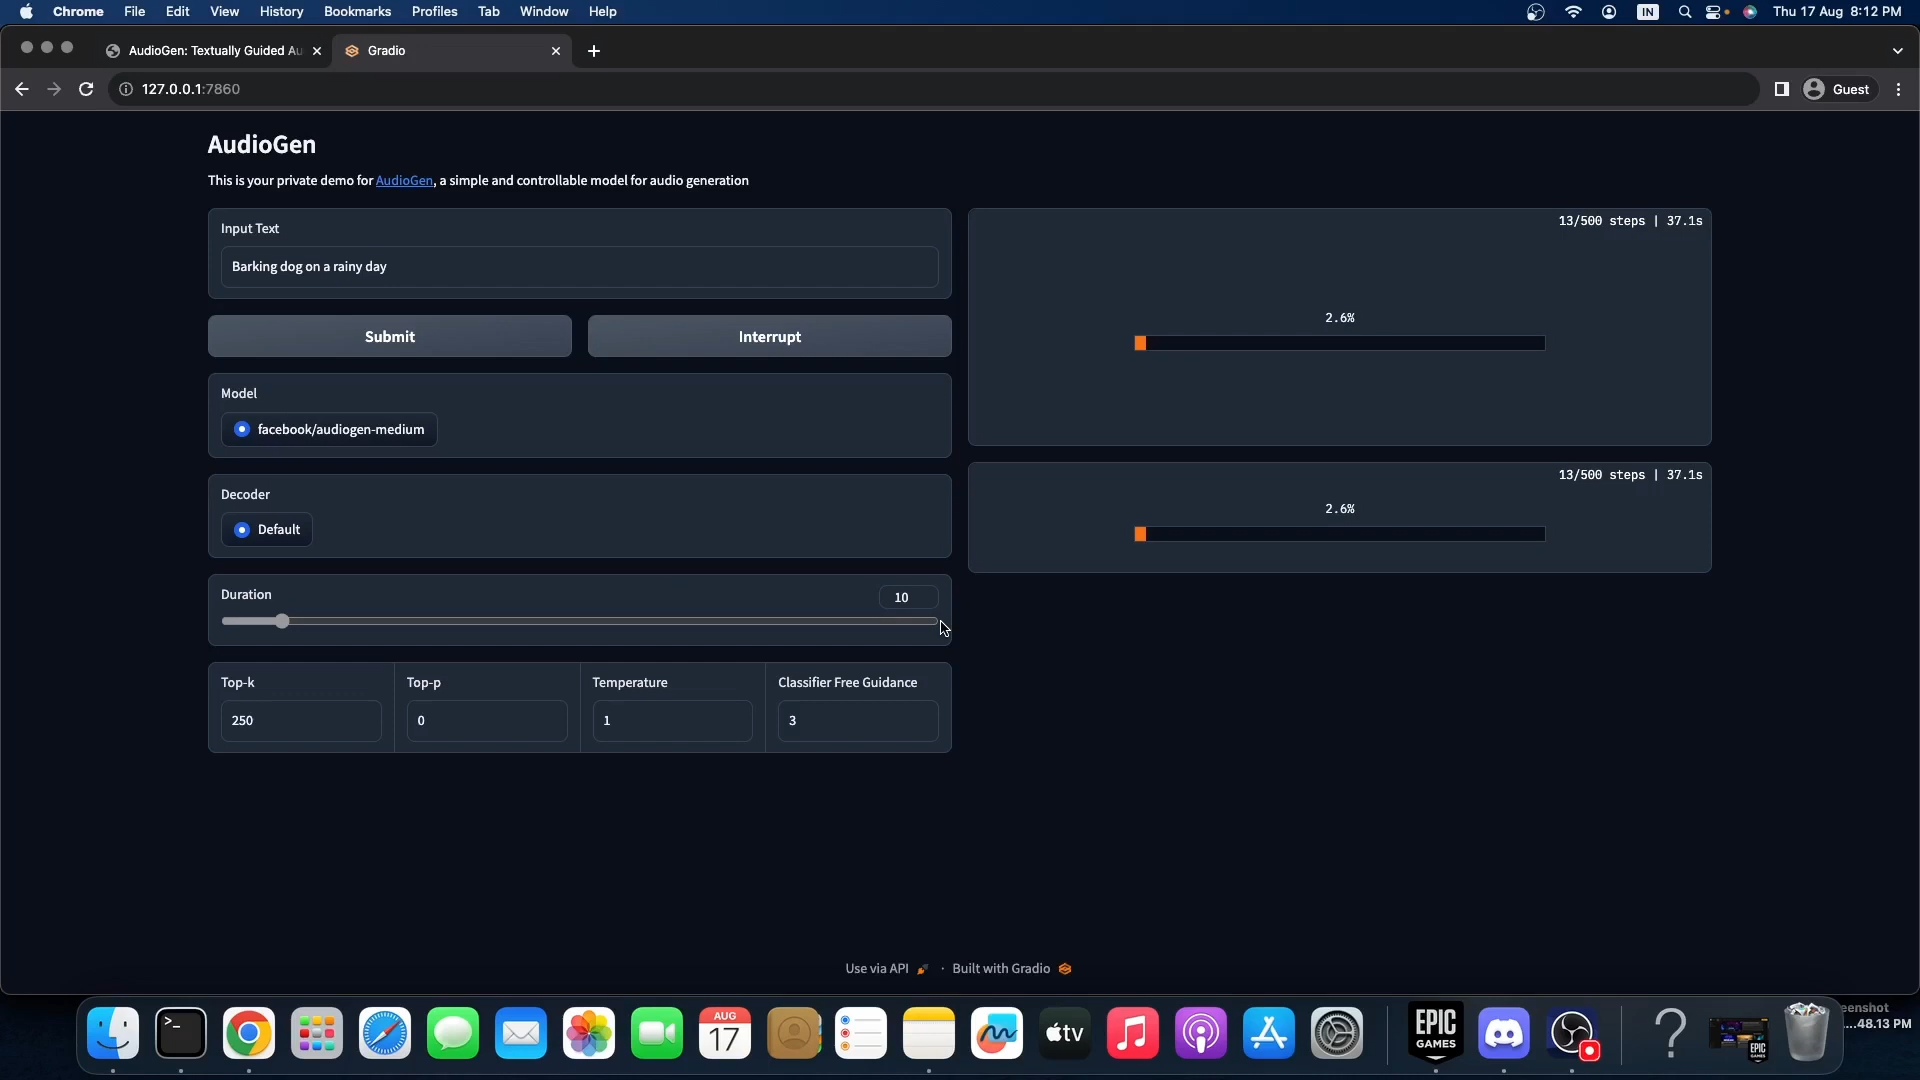 Chrome File Edit View History Bookmarks Profiles Tab Window Help IN Thu 17 Aug 8:12 PM
AudioGen: Textually Guided Au Gradio
127.0.0.1:7860 Guest
AudioGen
This is your private demo for AudioGen, a simple and controllable model for audio generation
Input Text
Barking dog on a rainy day
Submit Interrupt
Model
facebook/audiogen-medium
Decoder
Default
Duration
10
Top-k Top-p Temperature Classifier Free Guidance
250 0 1 3
13/500 steps | 37.1s
2.6%
13/500 steps | 37.1s
2.6%
Use via API · Built with Gradio
eenshot
....48.13 PM
AUG
17
tv
EPIC
GAMES
EPIC
GAMES